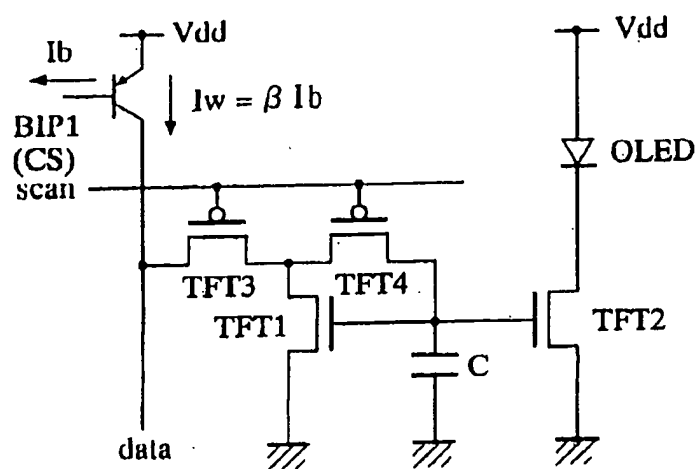 Vdd
Vdd
Ib
Iw = β Ib
BIP1
(CS)
OLED
scan
TFT3
TFT4
TFT1
TFT2
C
data